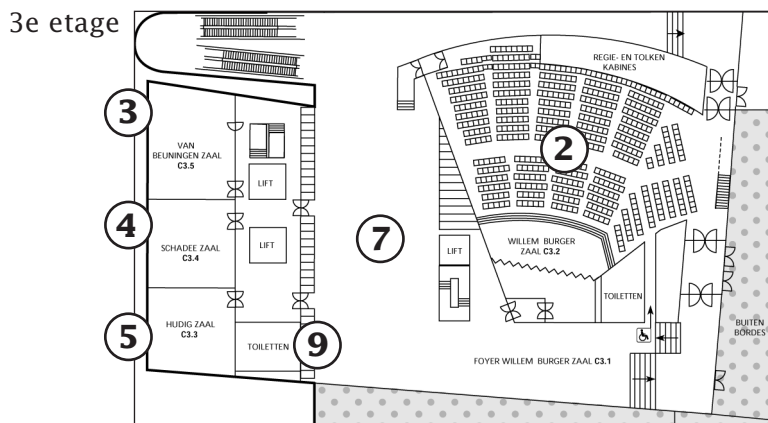 3e etage
REGIE- EN TOLKEN
KABINES
3
VAN
BEUNINGEN ZAAL
C3.5
LIFT
2
4
SCHADEE ZAAL
C3.4
LIFT
7
LIFT
WILLEM BURGER
ZAAL C3.2
TOILETTEN
5
HUDIG ZAAL
C3.3
TOILETTEN
9
FOYER WILLEM BURGER ZAAL C3.1
BUITEN
BORDES